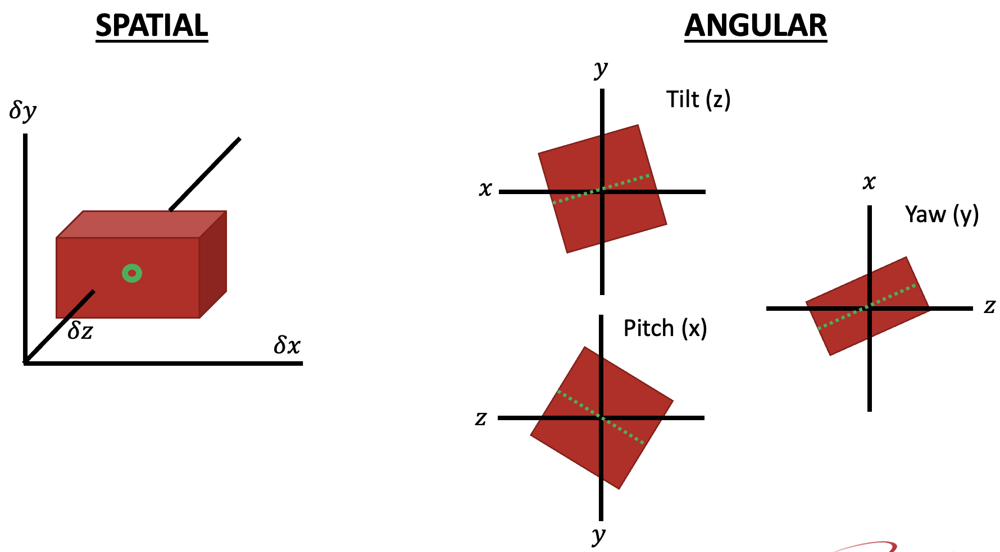 SPATIAL
δy
δz
δx
ANGULAR
y
Tilt (z)
x
x
Yaw (y)
z
Pitch (x)
z
y